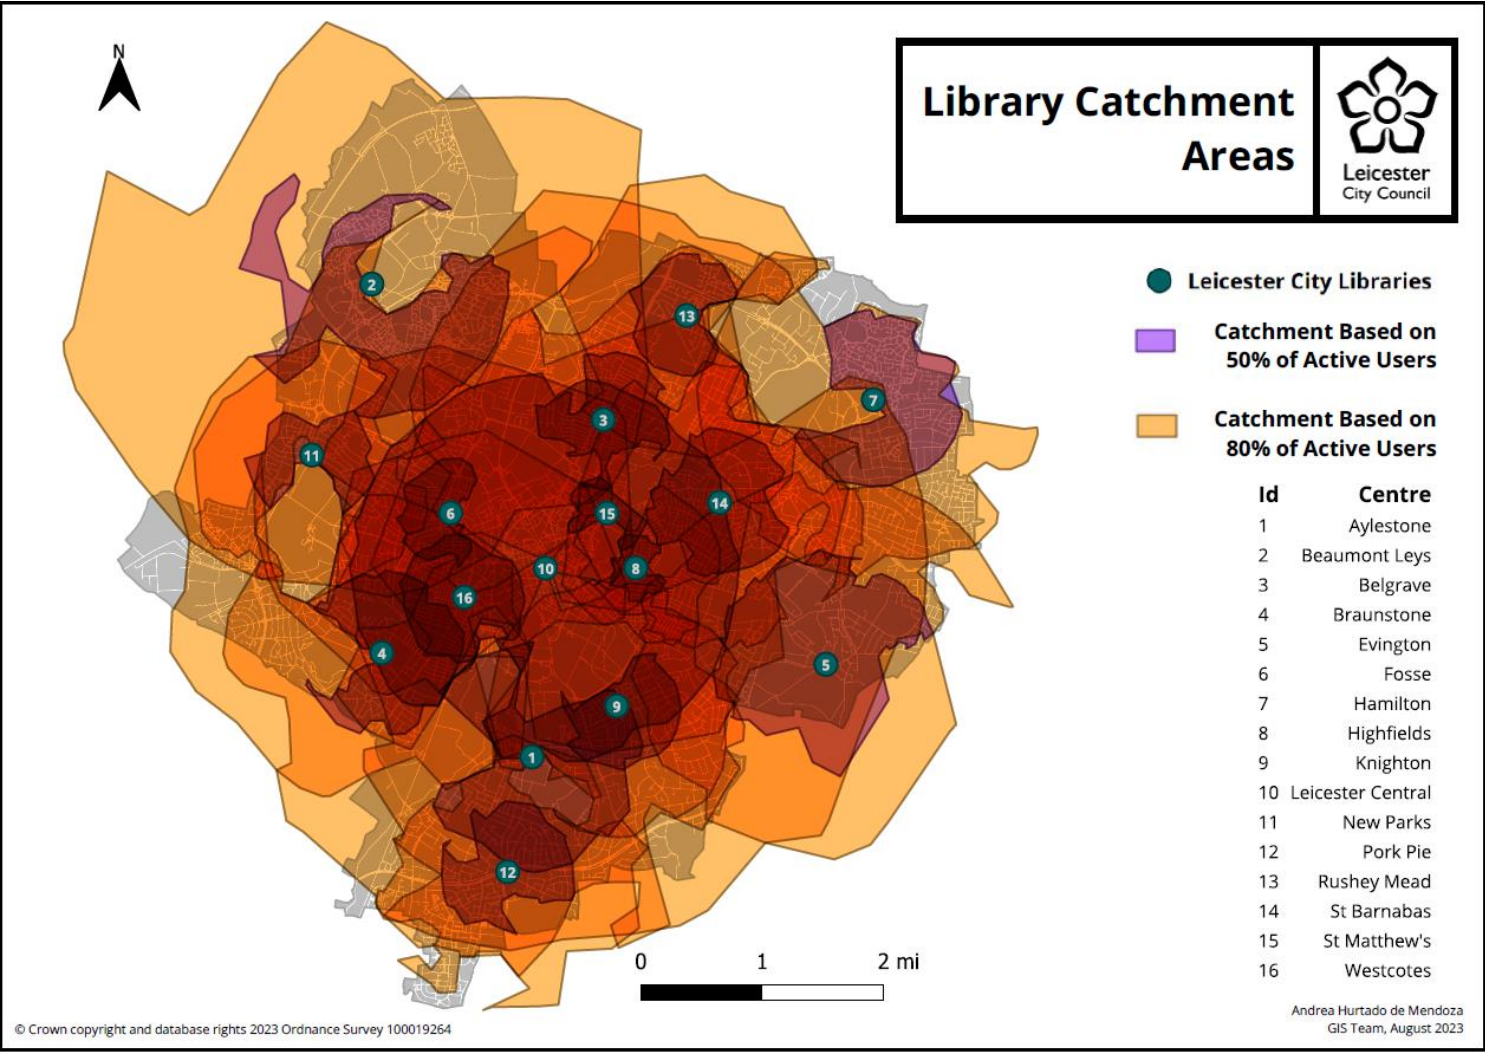 N
Library Catchment
Areas
Leicester
City Council
Leicester City Libraries
Catchment Based on
50% of Active Users
Catchment Based on
80% of Active Users
Id Centre
1 Aylestone
2 Beaumont Leys
3 Belgrave
4 Braunstone
5 Evington
6 Fosse
7 Hamilton
8 Highfields
9 Knighton
10 Leicester Central
11 New Parks
12 Pork Pie
13 Rushey Mead
14 St Barnabas
15 St Matthew's
16 Westcotes
2
13
7
3
11
14
6
15
10
8
16
4
5
9
1
12
0 1 2 mi
Andrea Hurtado de Mendoza
GIS Team, August 2023
© Crown copyright and database rights 2023 Ordnance Survey 100019264